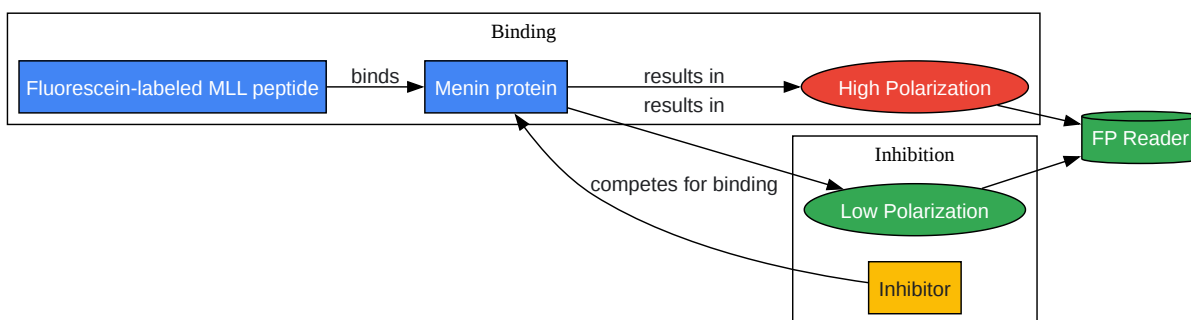 Binding
Fluorescein-labeled MLL peptide
binds
Menin protein
results in
High Polarization
results in
FP Reader
Inhibition
competes for binding
Low Polarization
Inhibitor